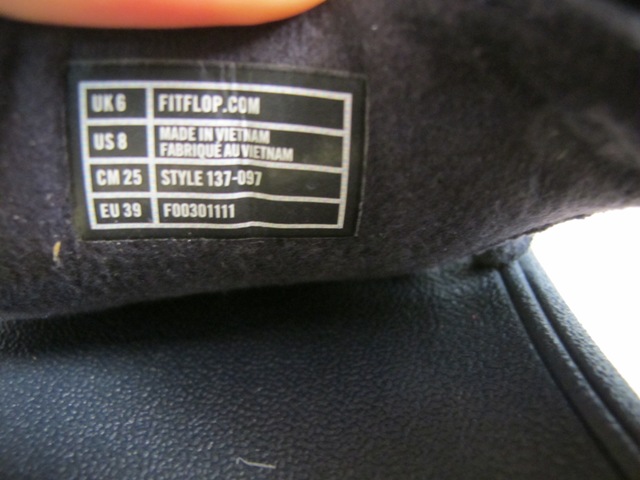 UK 6 FITFLOP.COM
US 8 MADE IN VIETNAM
FABRIQUÉ AU VIETNAM
CM 25 STYLE 137-097
EU 39 F00301111